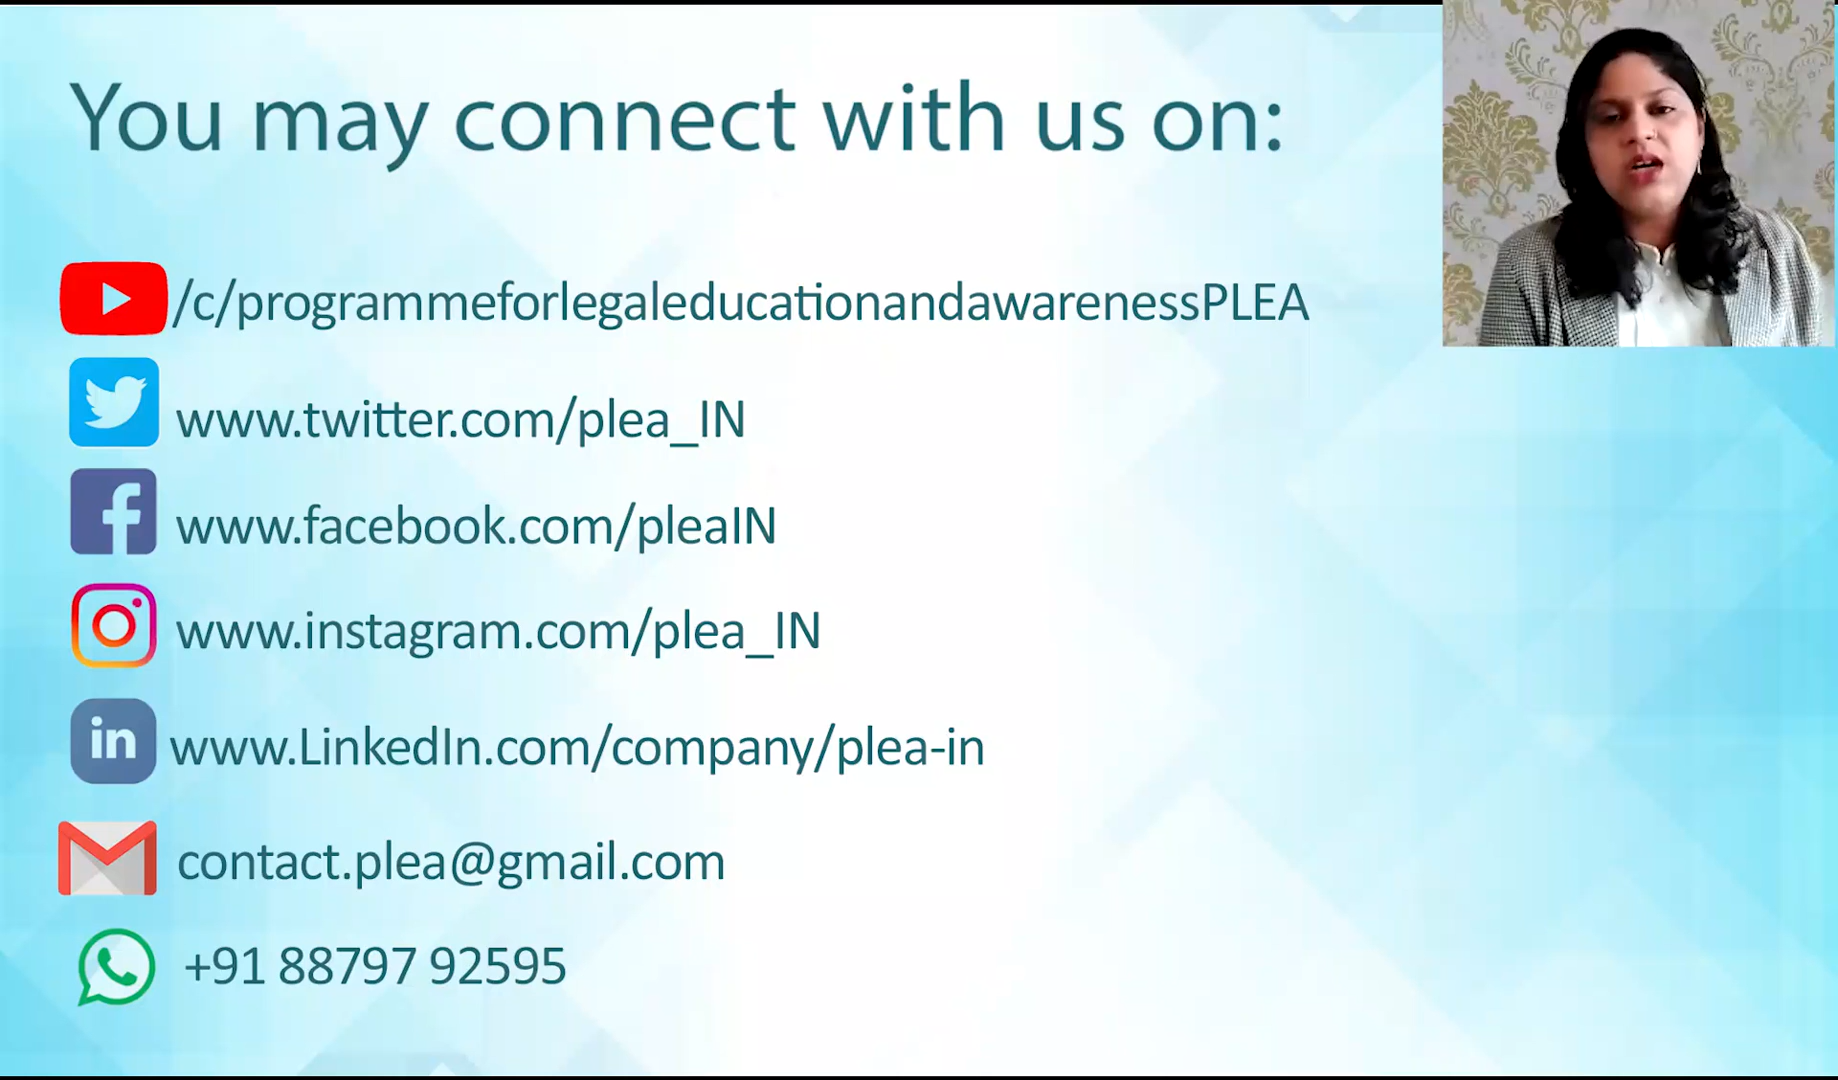 You may connect with us on:
/c/programmeforlegaleducationandawarenessPLEA
www.twitter.com/plea_IN
www.facebook.com/pleaIN
www.instagram.com/plea_IN
in www.LinkedIn.com/company/plea-in
contact.plea@gmail.com
+91 88797 92595